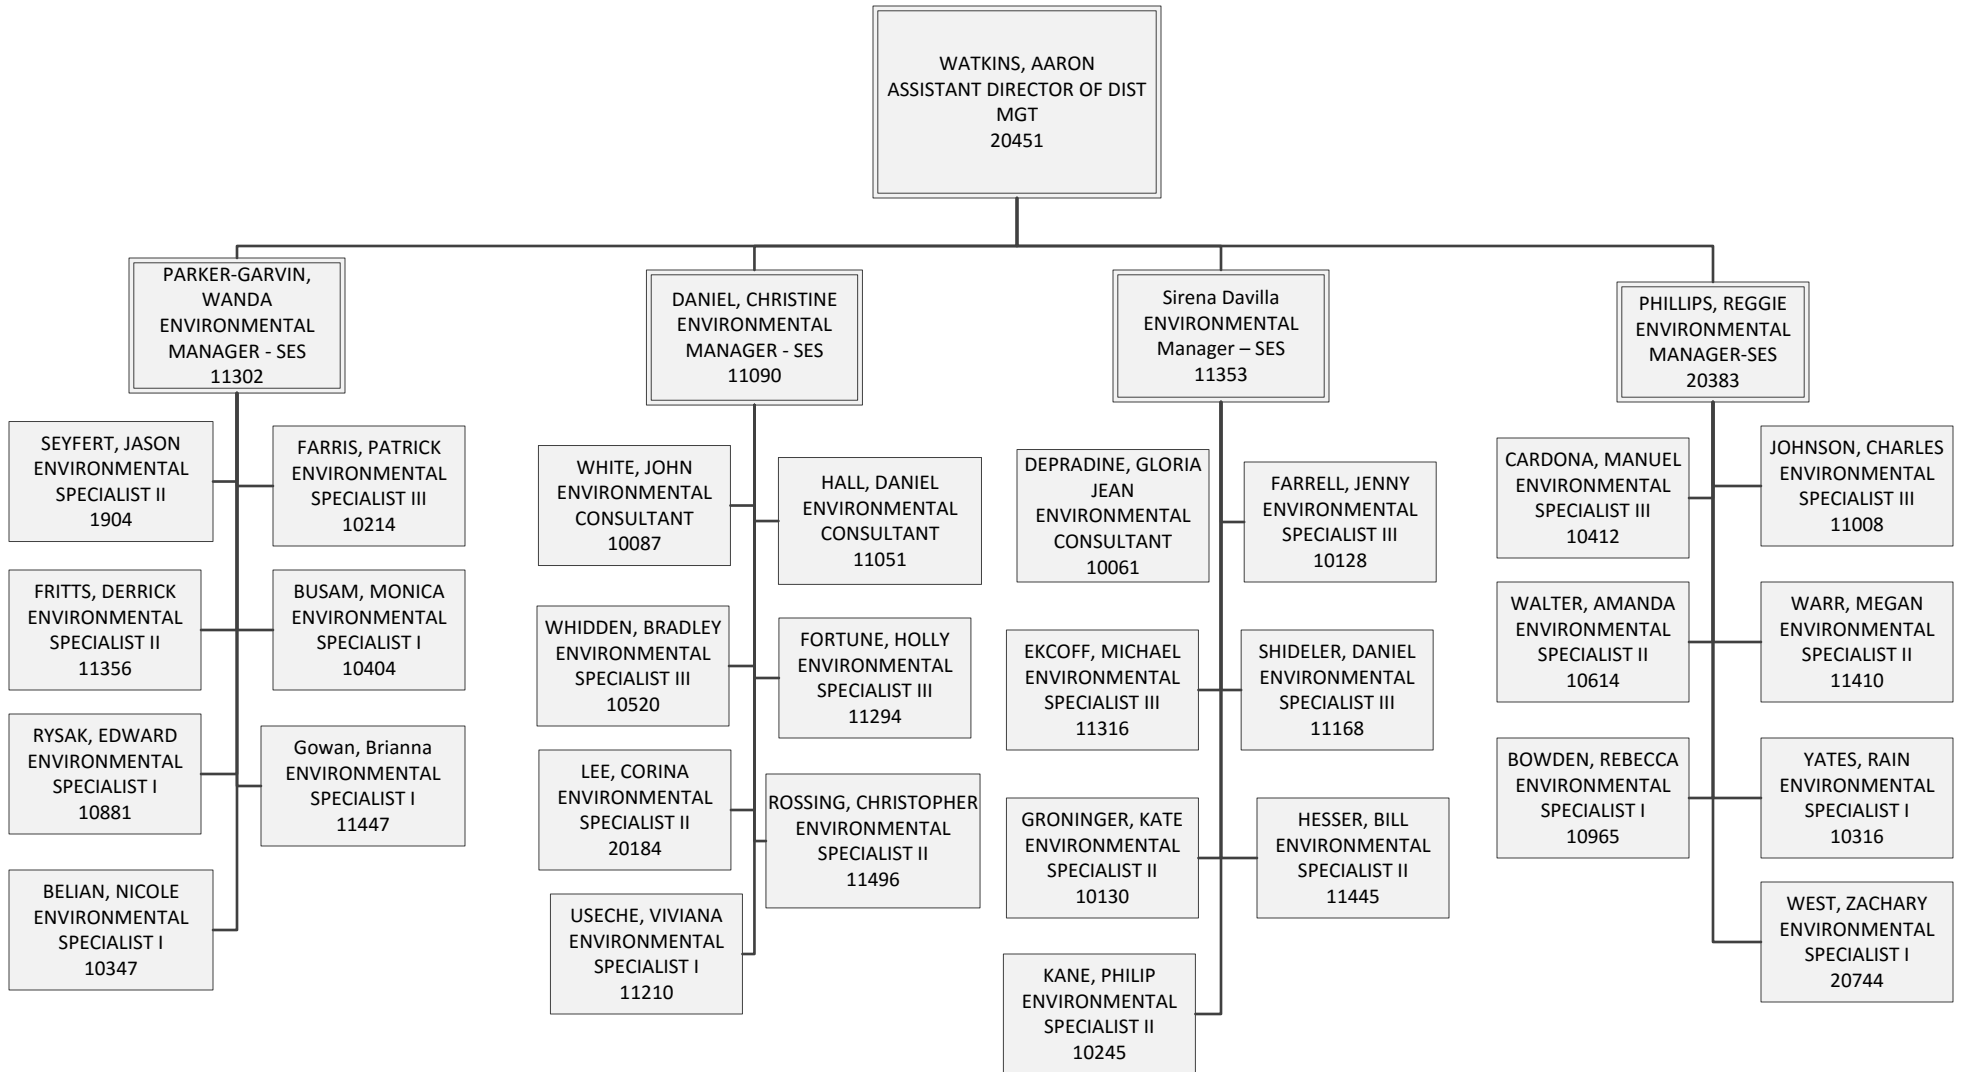 WATKINS, AARON
ASSISTANT DIRECTOR OF DIST
MGT
20451
PARKER-GARVIN,
WANDA
ENVIRONMENTAL
MANAGER - SES
11302
DANIEL, CHRISTINE
ENVIRONMENTAL
MANAGER - SES
11090
Sirena Davilla
ENVIRONMENTAL
Manager – SES
11353
PHILLIPS, REGGIE
ENVIRONMENTAL
MANAGER-SES
20383
SEYFERT, JASON
ENVIRONMENTAL
SPECIALIST II
1904
FARRIS, PATRICK
ENVIRONMENTAL
SPECIALIST III
10214
FRITTS, DERRICK
ENVIRONMENTAL
SPECIALIST II
11356
BUSAM, MONICA
ENVIRONMENTAL
SPECIALIST I
10404
RYSAK, EDWARD
ENVIRONMENTAL
SPECIALIST I
10881
Gowan, Brianna
ENVIRONMENTAL
SPECIALIST I
11447
BELIAN, NICOLE
ENVIRONMENTAL
SPECIALIST I
10347
WHITE, JOHN
ENVIRONMENTAL
CONSULTANT
10087
HALL, DANIEL
ENVIRONMENTAL
CONSULTANT
11051
WHIDDEN, BRADLEY
ENVIRONMENTAL
SPECIALIST III
10520
FORTUNE, HOLLY
ENVIRONMENTAL
SPECIALIST III
11294
LEE, CORINA
ENVIRONMENTAL
SPECIALIST II
20184
ROSSING, CHRISTOPHER
ENVIRONMENTAL
SPECIALIST II
11496
USECHE, VIVIANA
ENVIRONMENTAL
SPECIALIST I
11210
DEPRADINE, GLORIA
JEAN
ENVIRONMENTAL
CONSULTANT
10061
FARRELL, JENNY
ENVIRONMENTAL
SPECIALIST III
10128
EKCOFF, MICHAEL
ENVIRONMENTAL
SPECIALIST III
11316
SHIDELER, DANIEL
ENVIRONMENTAL
SPECIALIST III
11168
GRONINGER, KATE
ENVIRONMENTAL
SPECIALIST II
10130
HESSER, BILL
ENVIRONMENTAL
SPECIALIST II
11445
KANE, PHILIP
ENVIRONMENTAL
SPECIALIST II
10245
CARDONA, MANUEL
ENVIRONMENTAL
SPECIALIST III
10412
JOHNSON, CHARLES
ENVIRONMENTAL
SPECIALIST III
11008
WALTER, AMANDA
ENVIRONMENTAL
SPECIALIST II
10614
WARR, MEGAN
ENVIRONMENTAL
SPECIALIST II
11410
BOWDEN, REBECCA
ENVIRONMENTAL
SPECIALIST I
10965
YATES, RAIN
ENVIRONMENTAL
SPECIALIST I
10316
WEST, ZACHARY
ENVIRONMENTAL
SPECIALIST I
20744